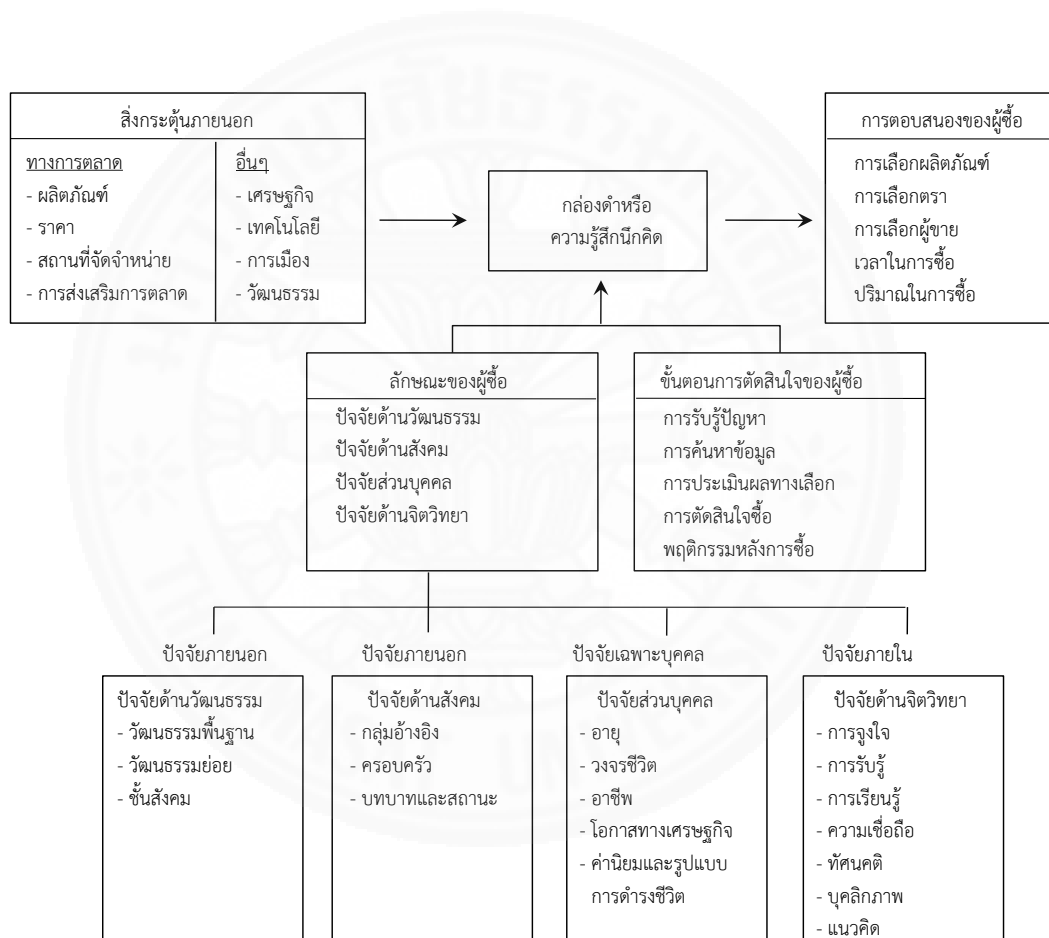 สิ่งกระตุ้นภายนอก
ทางการตลาด
- ผลิตภัณฑ์
- ราคา
- สถานที่จัดจำหน่าย
- การส่งเสริมการตลาด
อื่นๆ
- เศรษฐกิจ
- เทคโนโลยี
- การเมือง
- วัฒนธรรม
กล่องดำหรือ
ความรู้สึกนึกคิด
การตอบสนองของผู้ซื้อ
การเลือกผลิตภัณฑ์
การเลือกตรา
การเลือกผู้ขาย
เวลาในการซื้อ
ปริมาณในการซื้อ
ลักษณะของผู้ซื้อ
ปัจจัยด้านวัฒนธรรม
ปัจจัยด้านสังคม
ปัจจัยส่วนบุคคล
ปัจจัยด้านจิตวิทยา
ขั้นตอนการตัดสินใจของผู้ซื้อ
การรับรู้ปัญหา
การค้นหาข้อมูล
การประเมินผลทางเลือก
การตัดสินใจซื้อ
พฤติกรรมหลังการซื้อ
ปัจจัยภายนอก
ปัจจัยด้านวัฒนธรรม
- วัฒนธรรมพื้นฐาน
- วัฒนธรรมย่อย
- ชั้นสังคม
ปัจจัยภายนอก
ปัจจัยด้านสังคม
- กลุ่มอ้างอิง
- ครอบครัว
- บทบาทและสถานะ
ปัจจัยเฉพาะบุคคล
ปัจจัยส่วนบุคคล
- อายุ
- วงจรชีวิต
- อาชีพ
- โอกาสทางเศรษฐกิจ
- ค่านิยมและรูปแบบ
การดำรงชีวิต
ปัจจัยภายใน
ปัจจัยด้านจิตวิทยา
- การจูงใจ
- การรับรู้
- การเรียนรู้
- ความเชื่อถือ
- ทัศนคติ
- บุคลิกภาพ
- แนวคิด